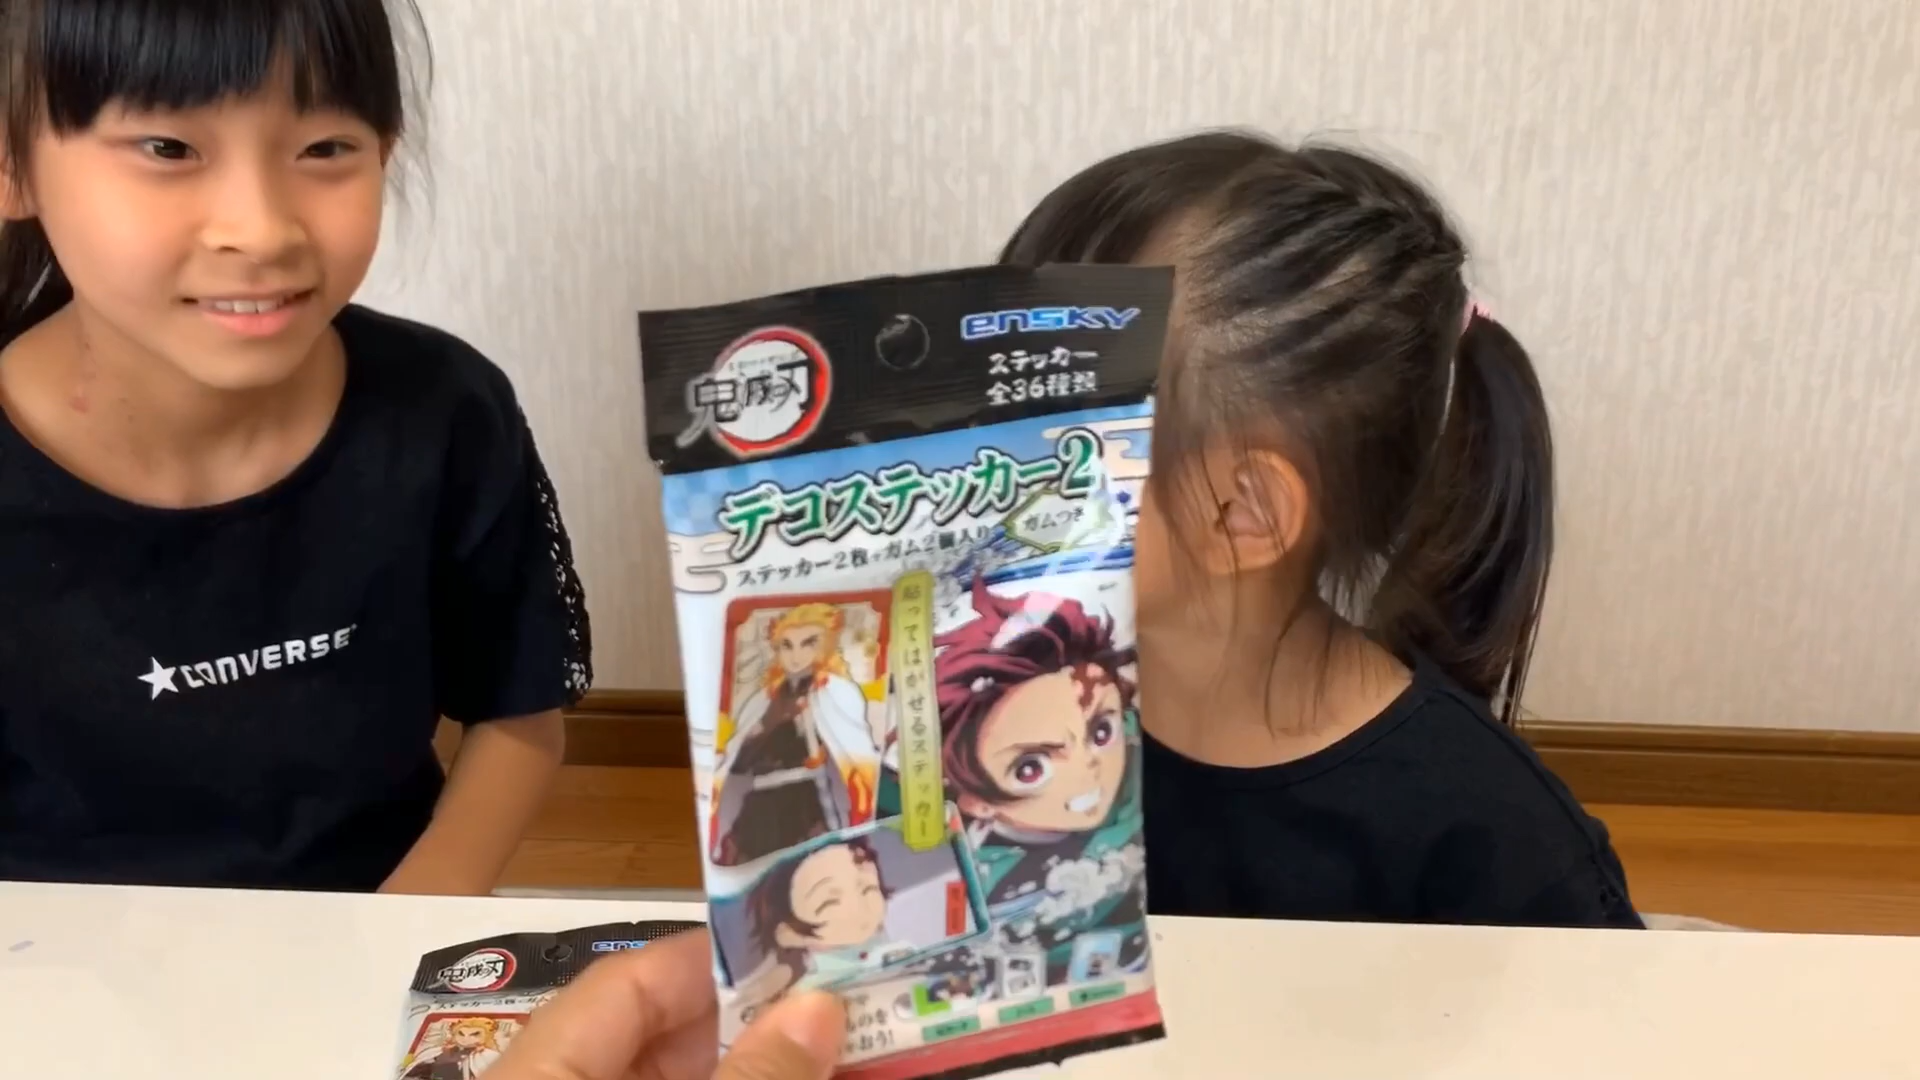 ensky
鬼滅の刃
ステッカー
全36種類
デコステッカー2
ガムつき
ステッカー2枚+ガム2個入り
貼ってはがせるステッカー
CONVERSE
鬼滅の刃